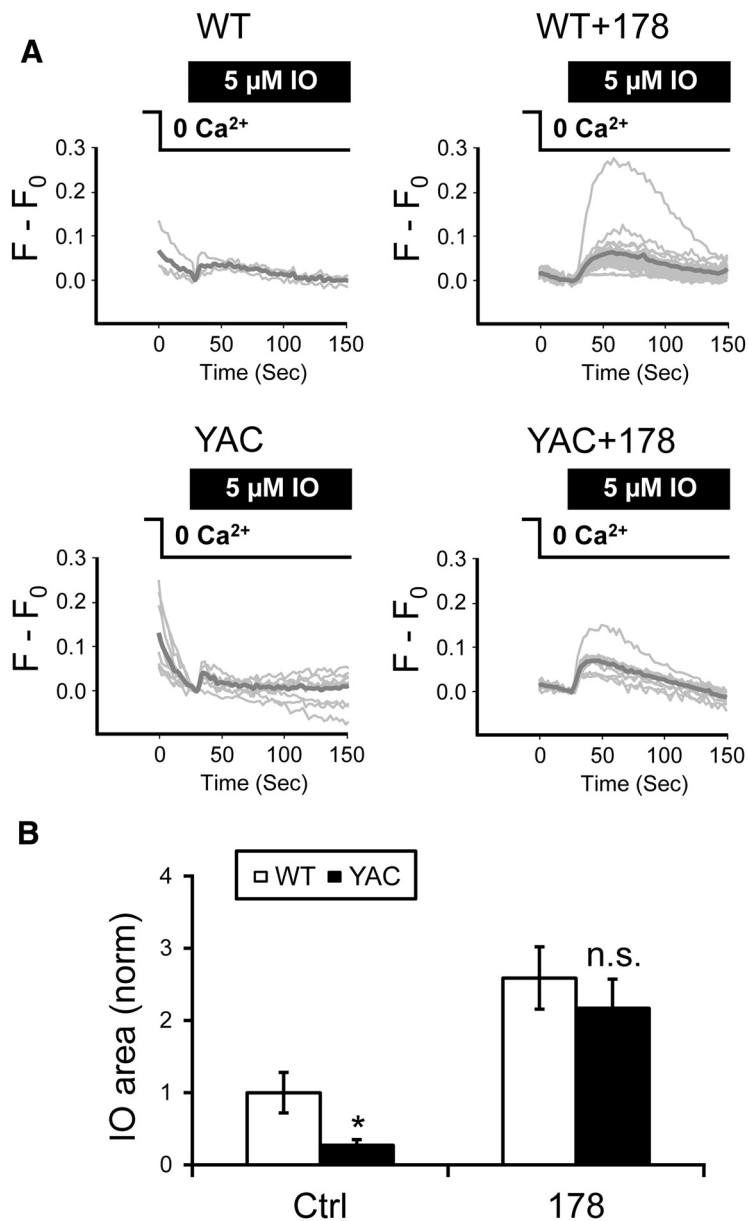 A
WT
WT+178
5 µM IO
5 µM IO
0 Ca²⁺
0 Ca²⁺
F - F₀
0.3
0.2
0.1
0.0
0 50 100 150
Time (Sec)
F - F₀
0.3
0.2
0.1
0.0
0 50 100 150
Time (Sec)
YAC
YAC+178
5 µM IO
5 µM IO
0 Ca²⁺
0 Ca²⁺
F - F₀
0.3
0.2
0.1
0.0
0 50 100 150
Time (Sec)
F - F₀
0.3
0.2
0.1
0.0
0 50 100 150
Time (Sec)
B
WT YAC
IO area (norm)
4
3
2
1
0
*
n.s.
Ctrl 178